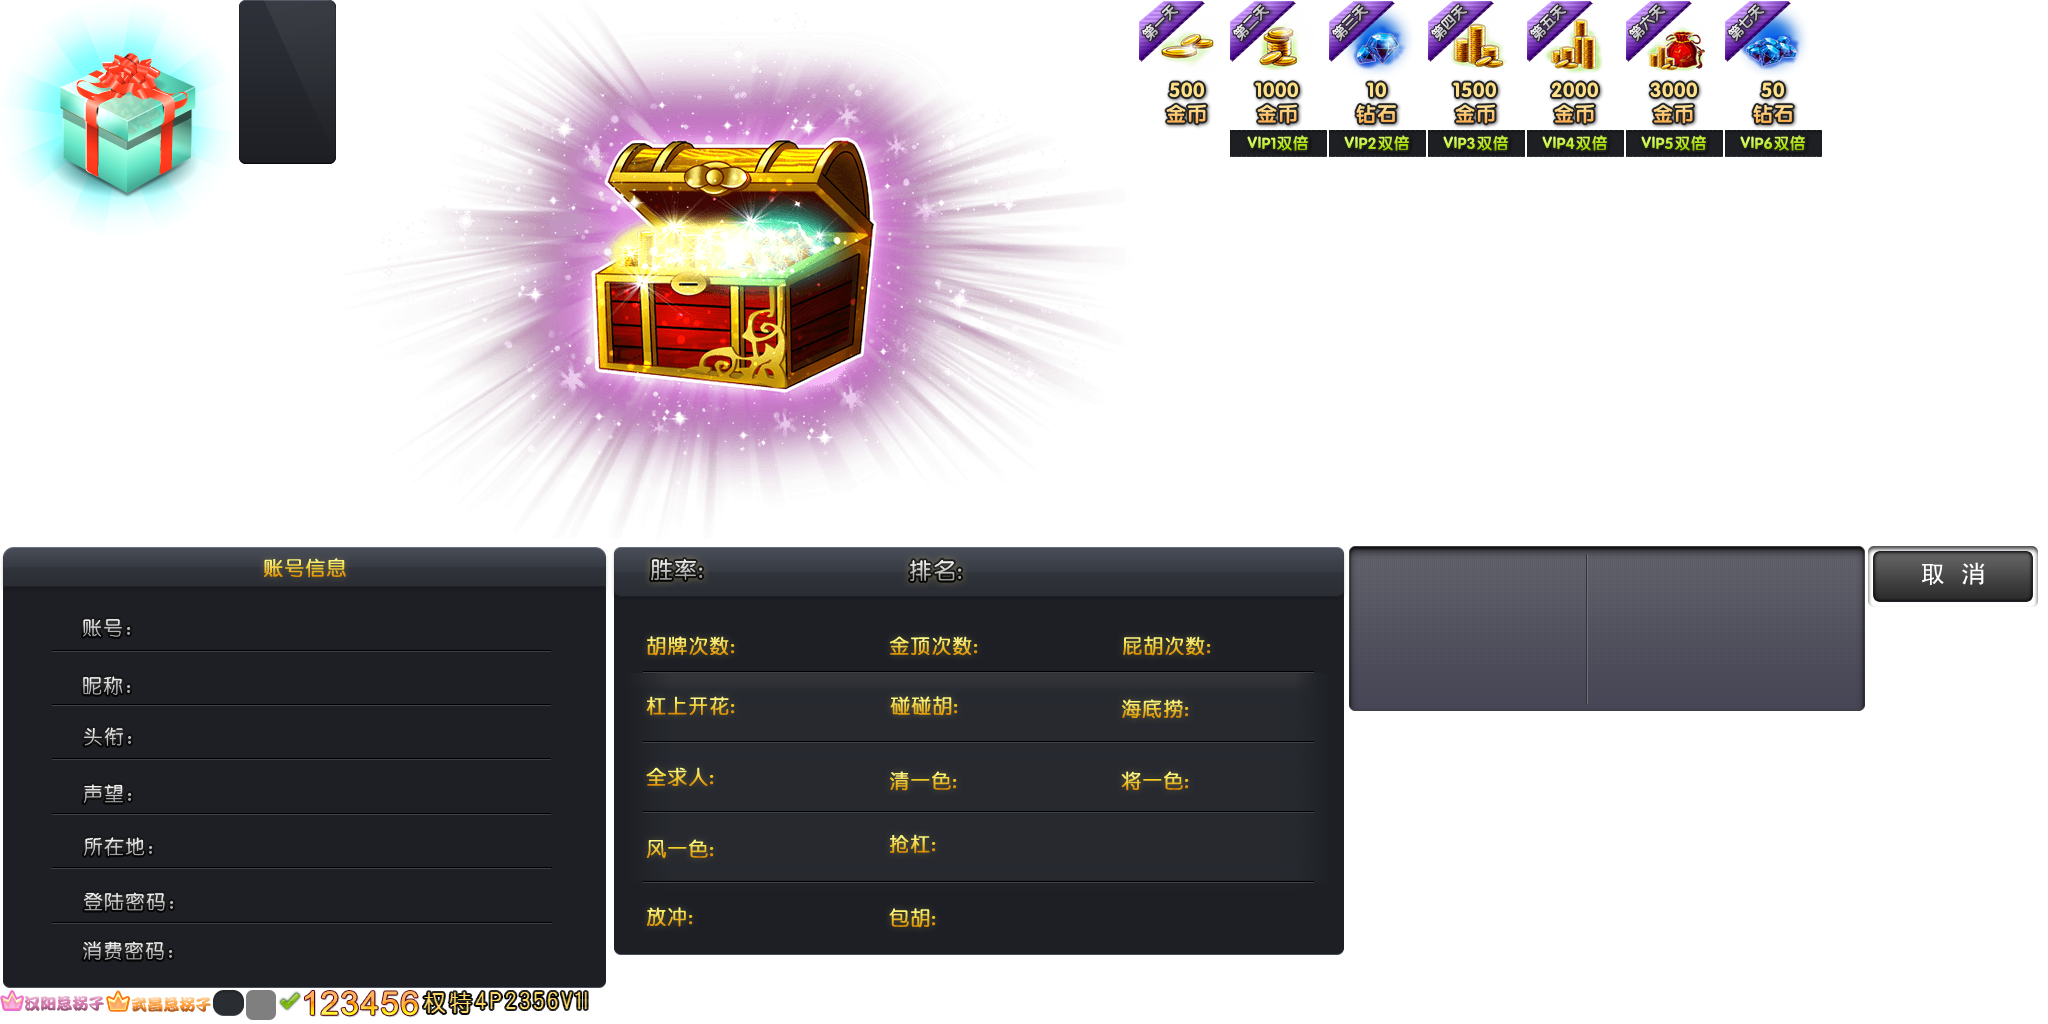 第一天
第二天
第三天
第四天
第五天
第六天
第七天
500
金币
1000
金币
10
钻石
1500
金币
2000
金币
3000
金币
50
钻石
VIP1双倍
VIP2双倍
VIP3双倍
VIP4双倍
VIP5双倍
VIP6双倍
账号信息
账号：
昵称：
头衔：
声望：
所在地：
登陆密码：
消费密码：
胜率:
排名:
胡牌次数:
金顶次数:
屁胡次数:
杠上开花:
碰碰胡:
海底捞:
全求人:
清一色:
将一色:
风一色:
抢杠:
放冲:
包胡:
取 消
汉阳总拐子
武昌总拐子
123456
权特4P2356V1